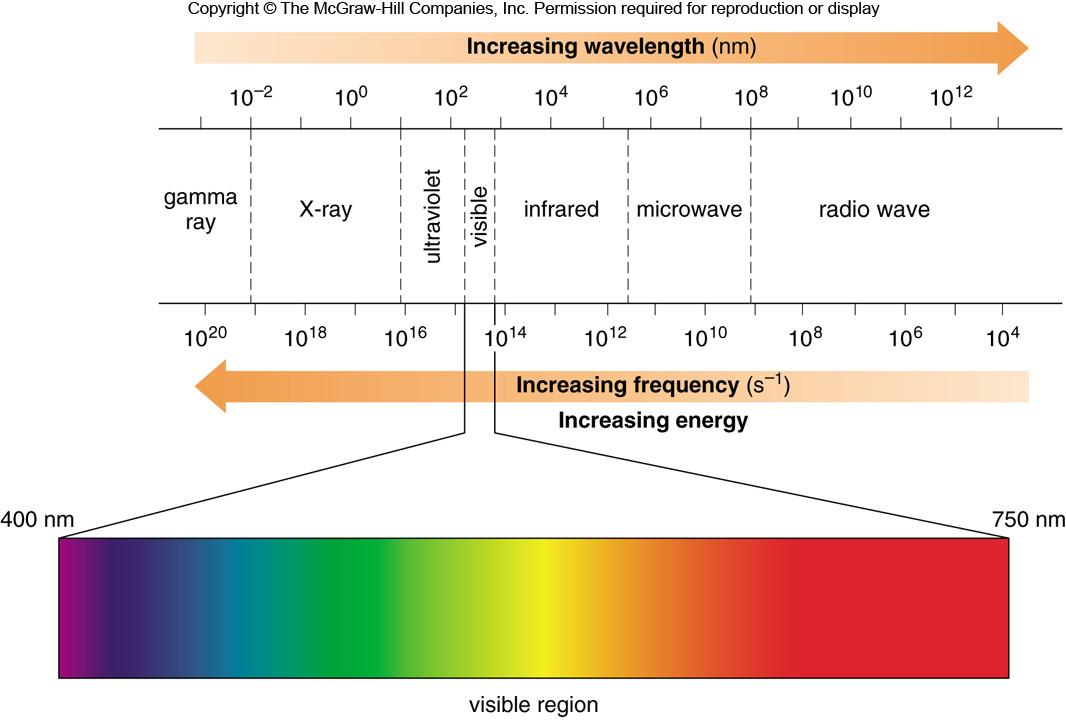 Copyright © The McGraw-Hill Companies, Inc. Permission required for reproduction or display
Increasing wavelength (nm)
10⁻² 10⁰ 10² 10⁴ 10⁶ 10⁸ 10¹⁰ 10¹²
gamma
ray
X-ray
ultraviolet
visible
infrared
microwave
radio wave
10²⁰ 10¹⁸ 10¹⁶ 10¹⁴ 10¹² 10¹⁰ 10⁸ 10⁶ 10⁴
Increasing frequency (s⁻¹)
Increasing energy
400 nm
750 nm
visible region